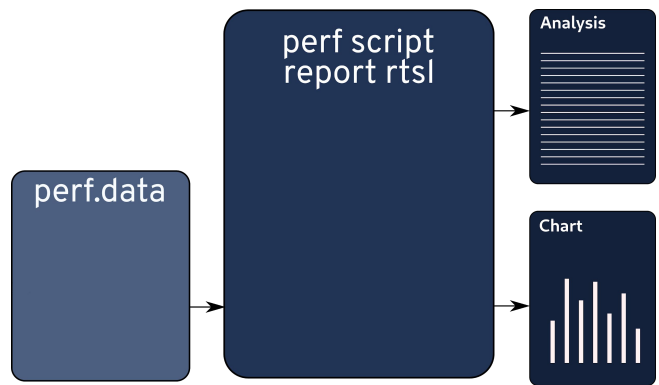 perf.data
perf script
report rtsl
Analysis
Chart